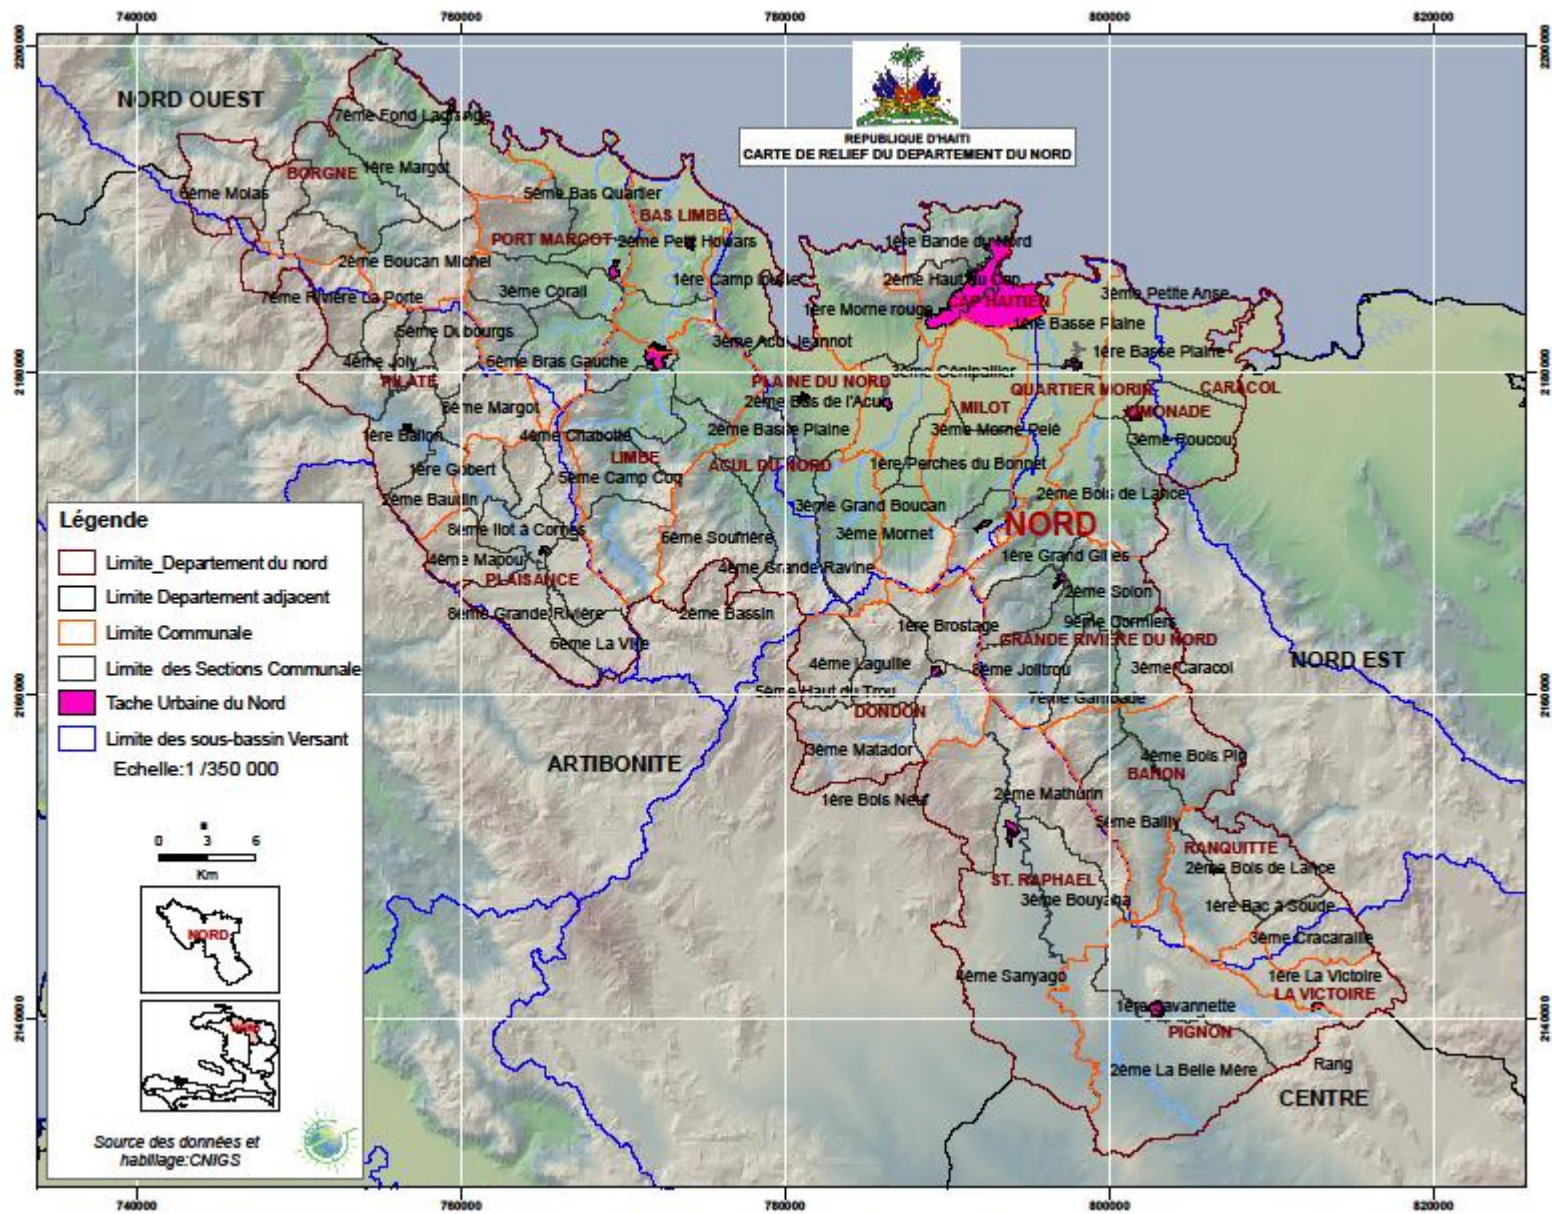 740000 760000 780000 800000 820000
2200000 2200000
NORD OUEST
REPUBLIQUE D'HAITI
CARTE DE RELIEF DU DEPARTEMENT DU NORD
7ème Fond Lagrange
1ère Margot
BORGNE
6ème Molas
5ème Bas Quartier
BAS LIMBE
PORT MARGOT
2ème Petit Howars
1ère Bande du Nord
2ème Boucan Michel
1ère Camp
2ème Haut du Cap
3ème Corail
7ème Rivière La Porte
3ème Petite Anse
AP HAITIEN
1ère Morne rouge
1ère Basse Plaine
5ème Dubourgs
3ème Acul Jeannot
1ère Basse Plaine
4ème Joly
6ème Bras Gauche
2180000 2180000
PILATE
PLAINE DU NORD
QUARTIER MORIN
CARACOL
2ème Bas de l'Acul
MILOT
LIMONADE
Margot
1ère Ballon
4ème Chabotte
2ème Basse Plaine
3ème Morne Pelé
3ème Roucou
LIMBE
ACUL DU NORD
1ère Perches du Bonnet
1ère Gobert
5ème Camp Coq
2ème Baudin
3ème Grand Boucan
2ème Bois de Lance
NORD
8ème Ilot à Cornes
6ème Soufrière
3ème Mornet
4ème Mapou
1ère Grand Gilles
PLAISANCE
4ème Grande Ravine
2ème Solon
Grande Rivière
2ème Bassin
1ère Brostage
9ème Cormiers
GRANDE RIVIERE DU NORD
6ème La Ville
4ème Laguille
8ème Jolitrou
3ème Caracol
NORD EST
2160000 2160000
5ème Haut du Trou
7ème Gambade
DONDON
3ème Matador
4ème Bois Pin
ARTIBONITE
BAHON
1ère Bois Neuf
2ème Mathurin
5ème Bailly
RANQUITTE
2ème Bois de Lance
ST. RAPHAEL
3ème Bouyaha
1ère Bac à Soude
3ème Cracaraille
4ème Sanyago
1ère La Victoire
LA VICTOIRE
1ère Savannette
2140000 2140000
PIGNON
2ème La Belle Mère
Rang
CENTRE
Légende
Limite_Departement du nord
Limite Departement adjacent
Limite Communale
Limite des Sections Communale
Tache Urbaine du Nord
Limite des sous-bassin Versant
Echelle:1 /350 000
0 3 6
Km
NORD
Source des données et
habillage:CNIGS
740000 760000 780000 800000 820000